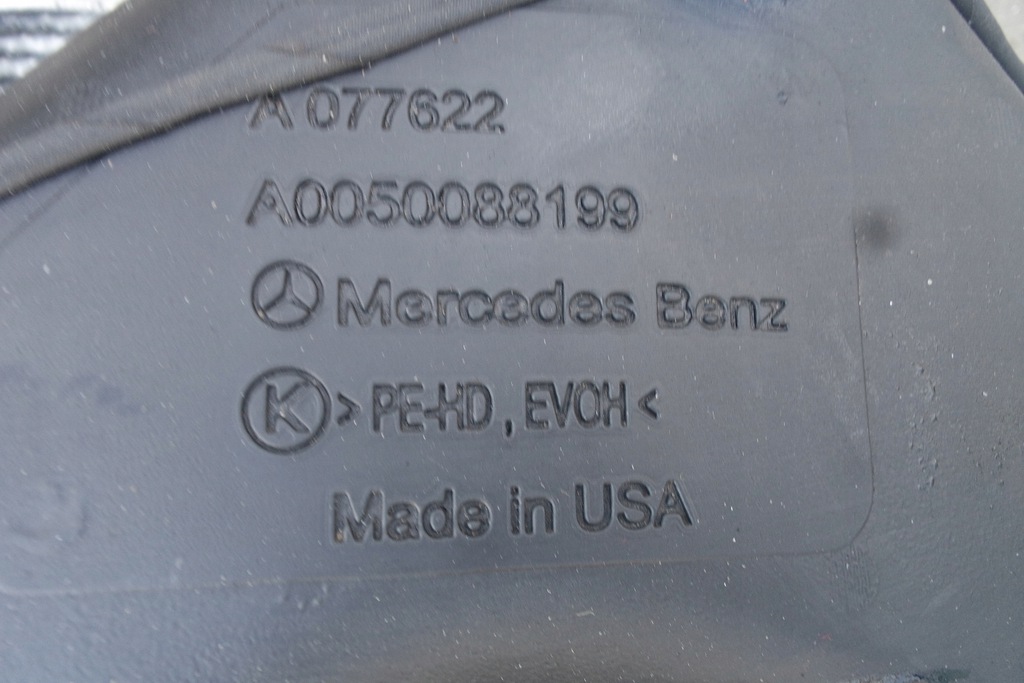 A 077622
A0050088199
Mercedes Benz
K >PE-HD, EVOH<
Made in USA